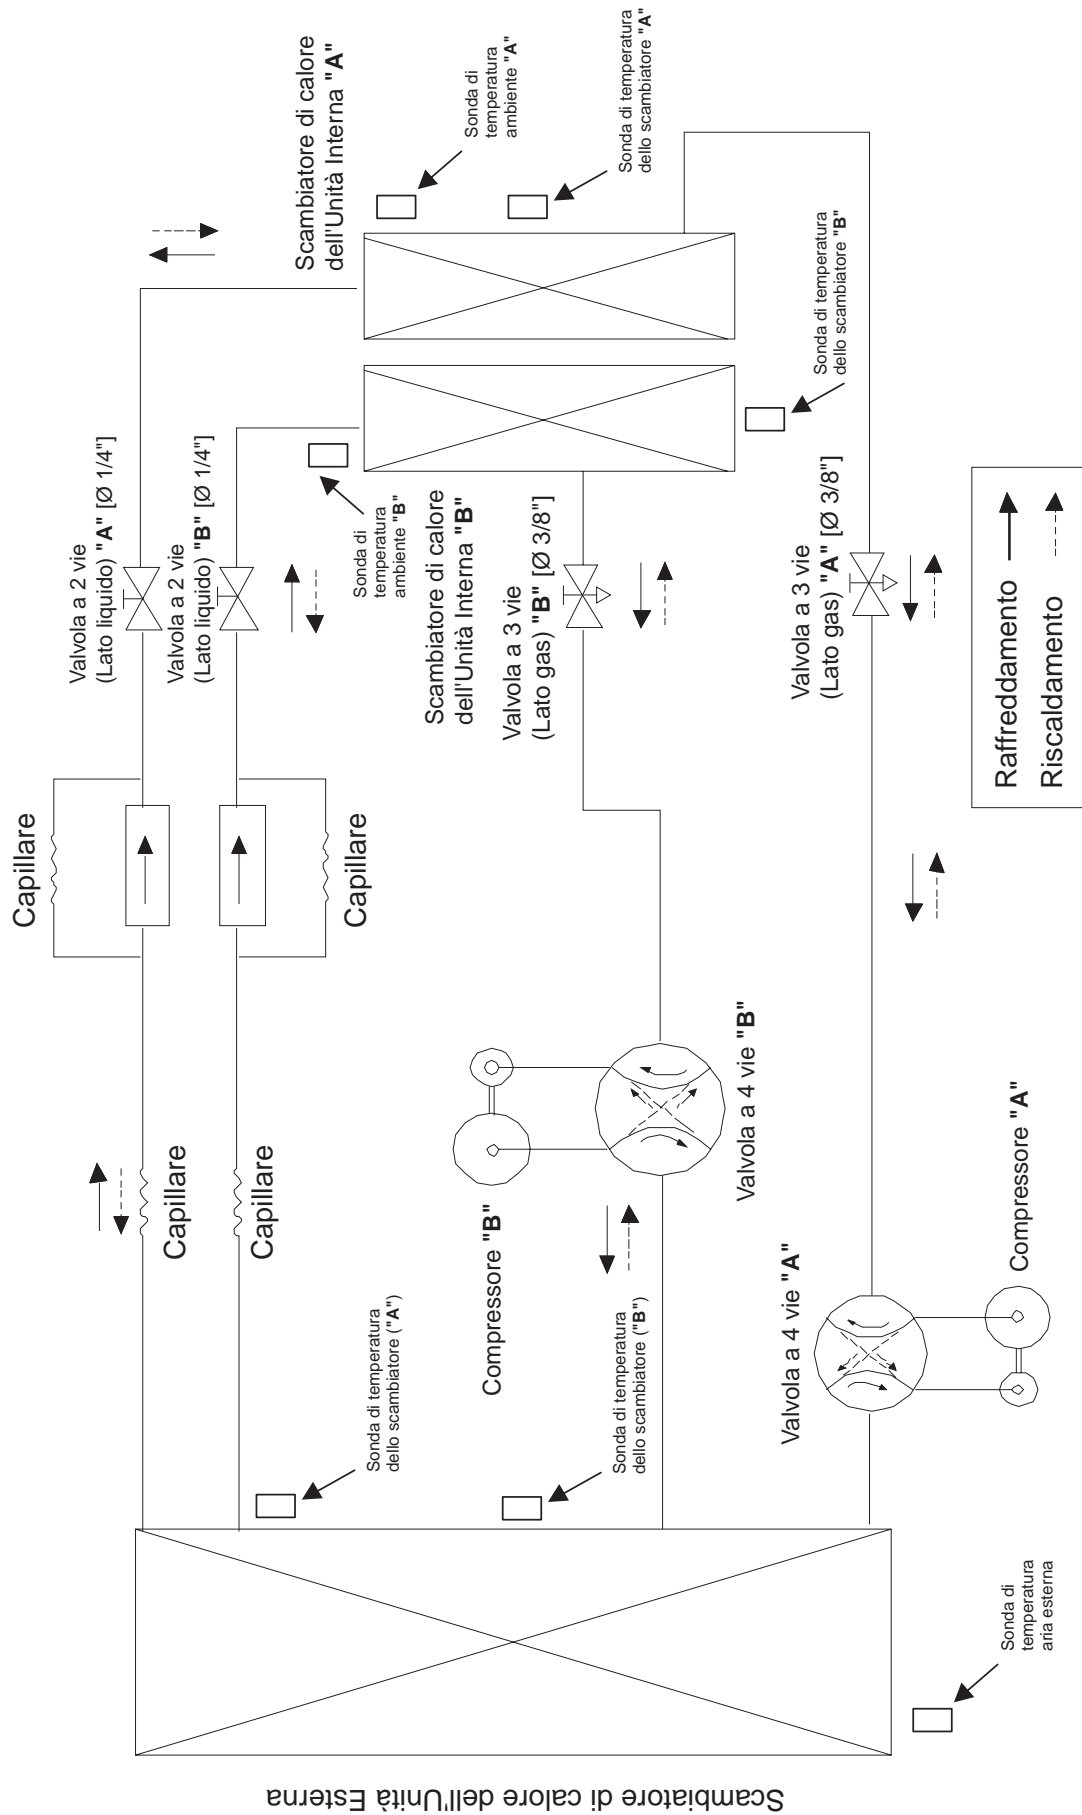 Scambiatore di calore dell'Unità Esterna
Capillare
Capillare
Capillare
Capillare
Valvola a 2 vie
(Lato liquido) "A" [Ø 1/4"]
Valvola a 2 vie
(Lato liquido) "B" [Ø 1/4"]
Scambiatore di calore
dell'Unità Interna "A"
Sonda di
temperatura
ambiente "A"
Sonda di temperatura
dello scambiatore "A"
Sonda di
temperatura
ambiente "B"
Scambiatore di calore
dell'Unità Interna "B"
Sonda di temperatura
dello scambiatore "B"
Valvola a 3 vie
(Lato gas) "B" [Ø 3/8"]
Valvola a 3 vie
(Lato gas) "A" [Ø 3/8"]
Sonda di temperatura
dello scambiatore ("A")
Compressore "B"
Valvola a 4 vie "B"
Sonda di temperatura
dello scambiatore ("B")
Valvola a 4 vie "A"
Compressore "A"
Sonda di
temperatura
aria esterna
Raffreddamento
Riscaldamento